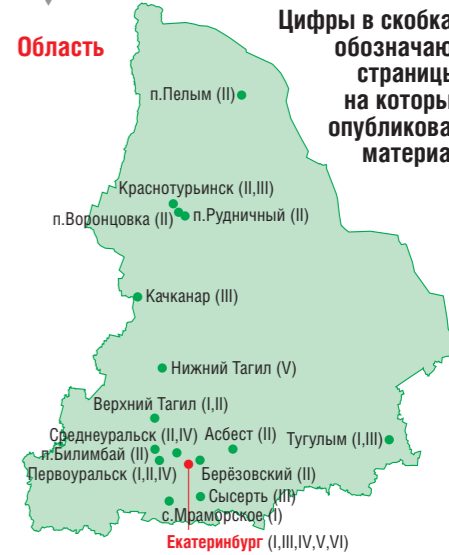 Область
Цифры в скобка
обозначаю
страниць
на которы
опубликова
материа
п.Пелым (II)
Краснотурьинск (II,III)
п.Воронцовка (II)
п.Рудничный (II)
Качканар (III)
Нижний Тагил (V)
Верхний Тагил (I,II)
Среднеуральск (II,IV)
Асбест (II)
Тугулым (I,III)
п.Билимбай (II)
Первоуральск (I,II,IV)
Берёзовский (II)
Сысерть (III)
с.Мраморское (I)
Екатеринбург (I,III,IV,V,VI)